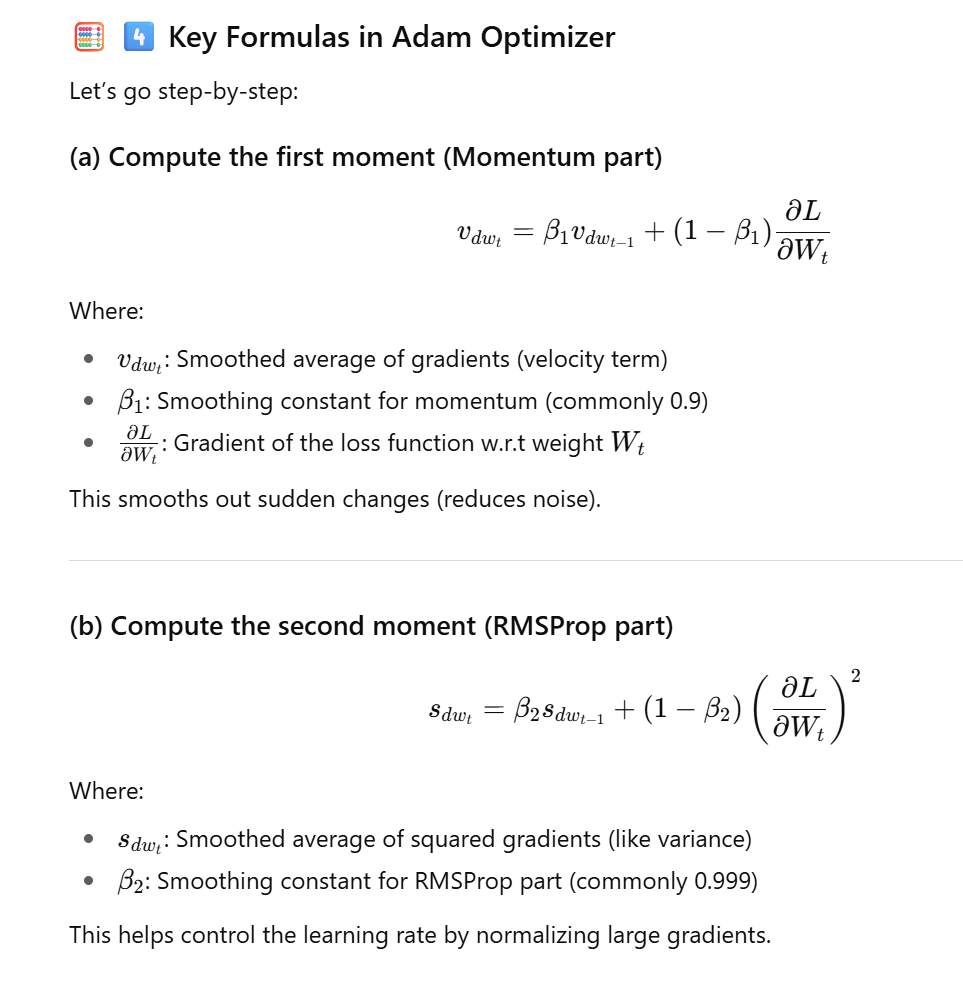 🧮 4️⃣ Key Formulas in Adam Optimizer
Let’s go step-by-step:
(a) Compute the first moment (Momentum part)
$v_{dw_t} = \beta_1 v_{dw_{t-1}} + (1 - \beta_1) \frac{\partial L}{\partial W_t}$
Where:
• $v_{dw_t}$: Smoothed average of gradients (velocity term)
• $\beta_1$: Smoothing constant for momentum (commonly 0.9)
• $\frac{\partial L}{\partial W_t}$: Gradient of the loss function w.r.t weight $W_t$
This smooths out sudden changes (reduces noise).
(b) Compute the second moment (RMSProp part)
$s_{dw_t} = \beta_2 s_{dw_{t-1}} + (1 - \beta_2) \left( \frac{\partial L}{\partial W_t} \right)^2$
Where:
• $s_{dw_t}$: Smoothed average of squared gradients (like variance)
• $\beta_2$: Smoothing constant for RMSProp part (commonly 0.999)
This helps control the learning rate by normalizing large gradients.